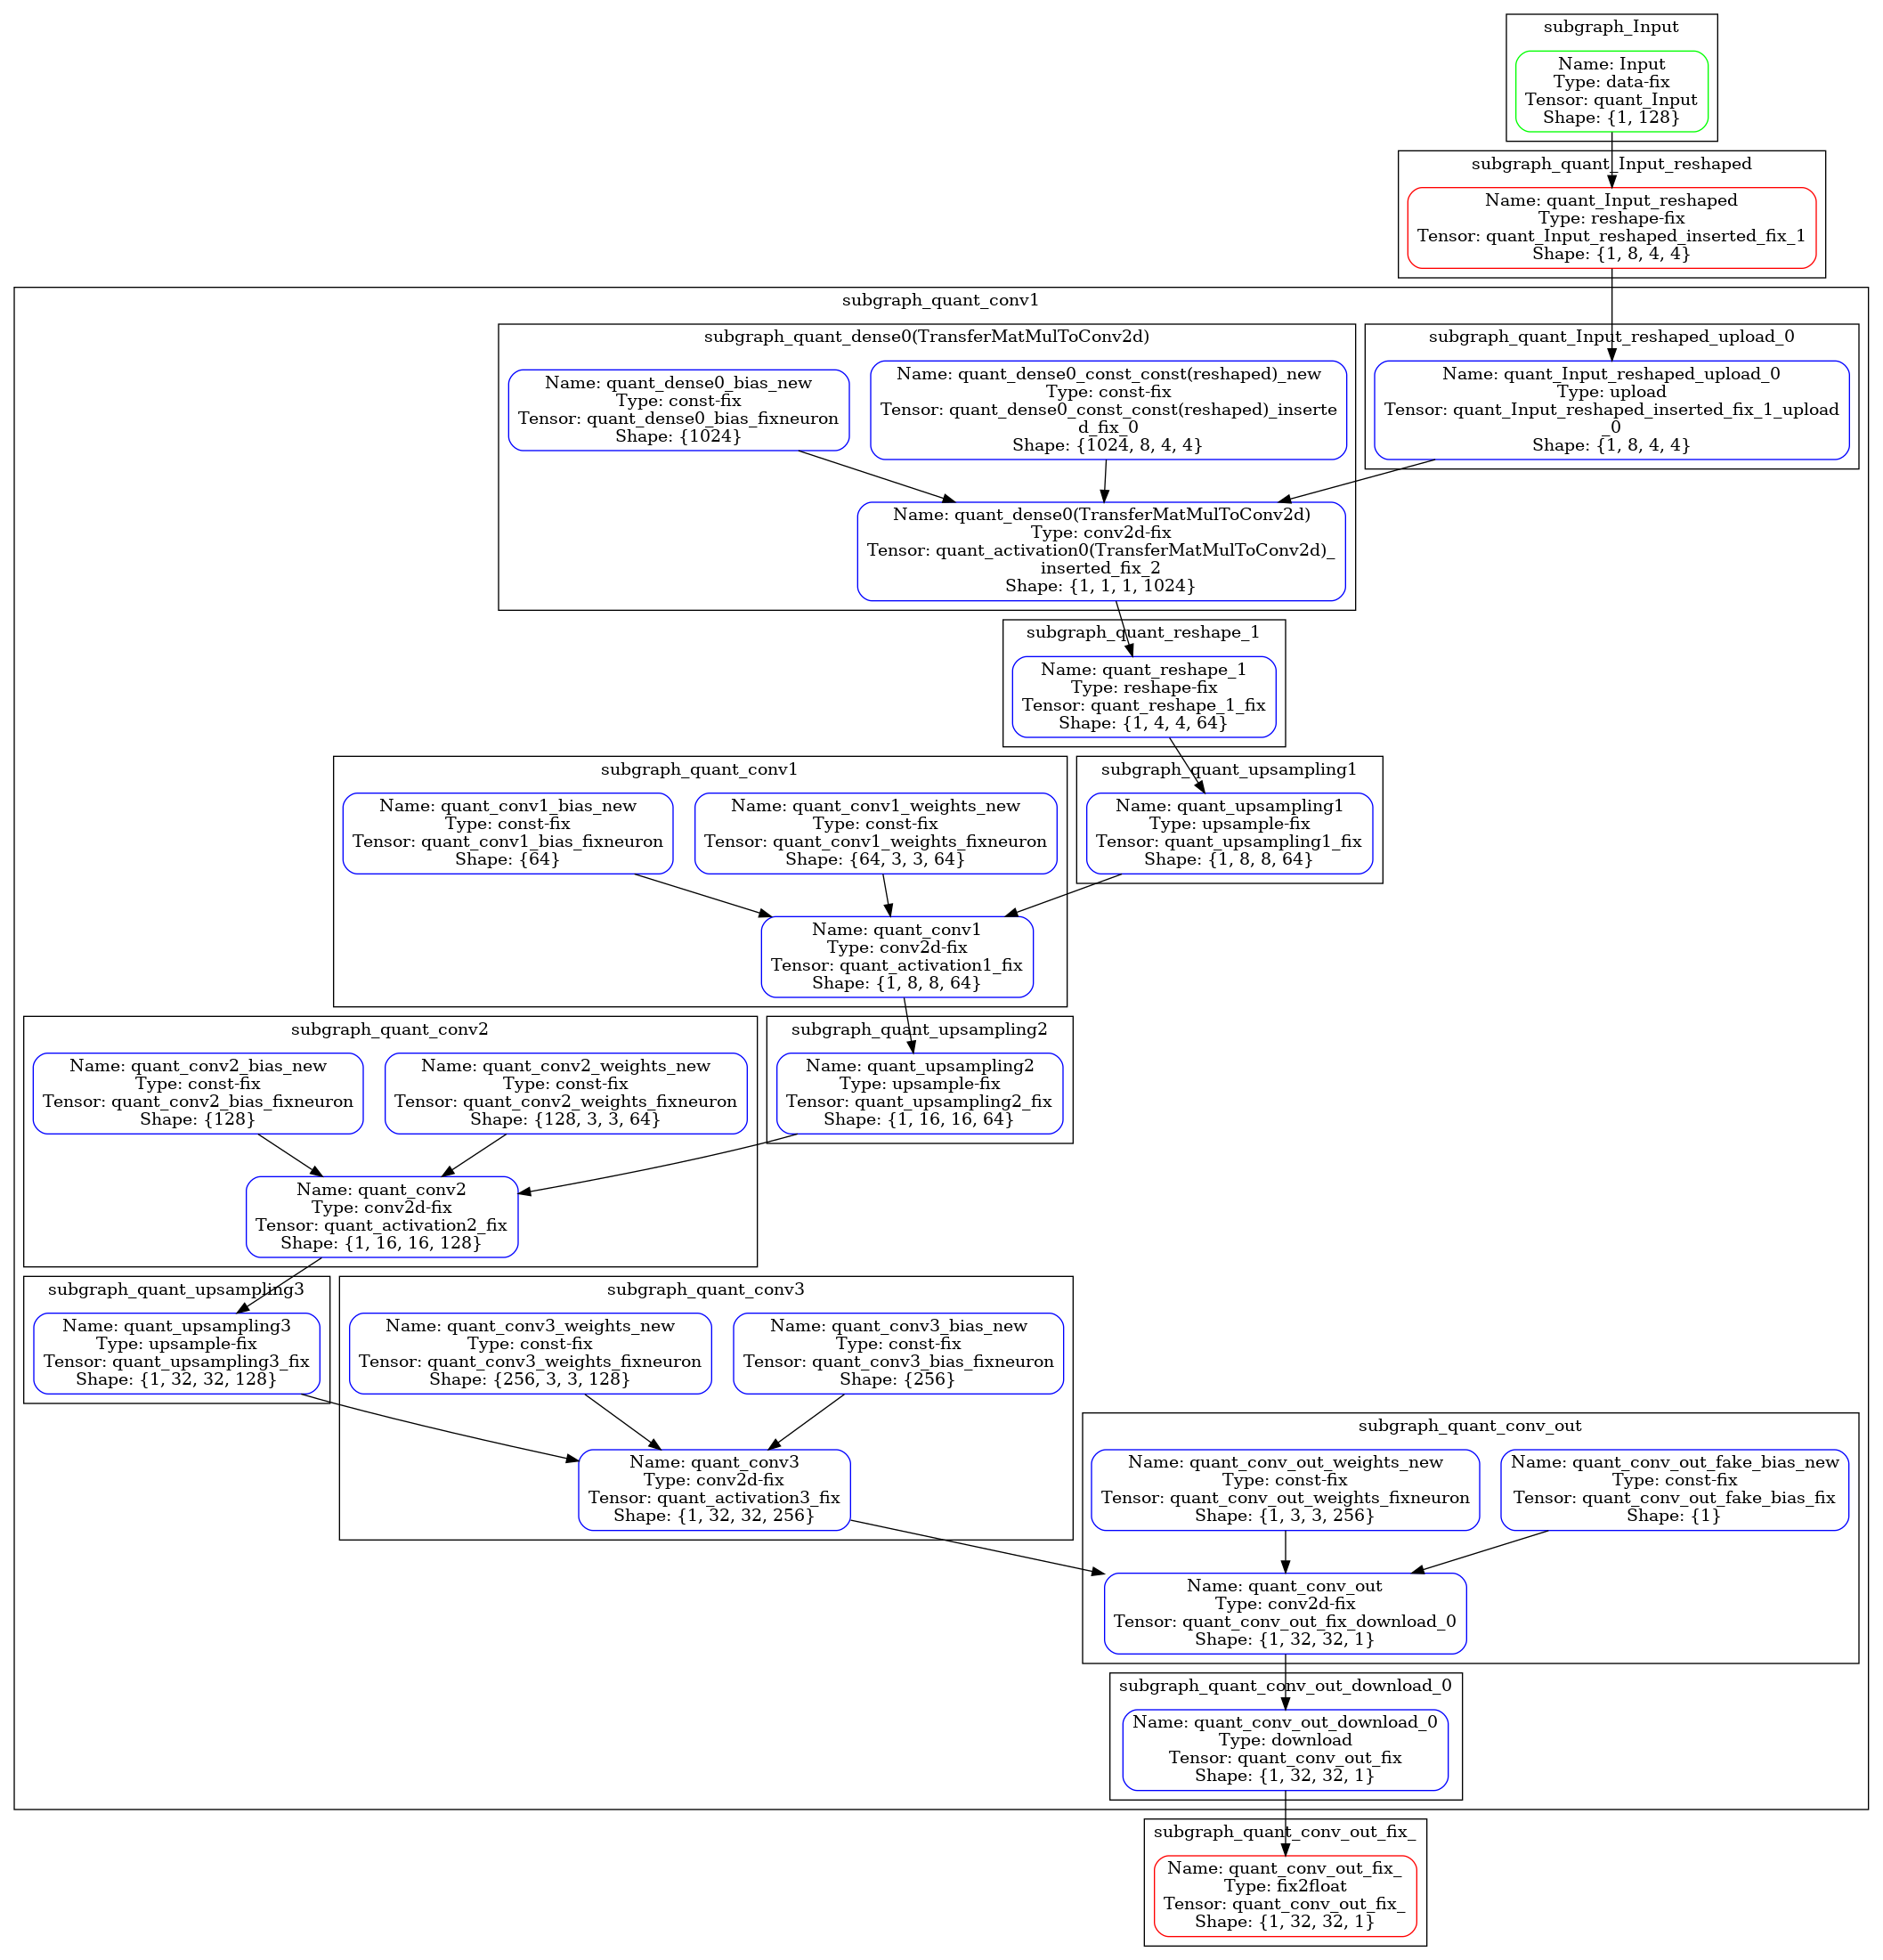 subgraph_Input
Name: Input
Type: data-fix
Tensor: quant_Input
Shape: {1, 128}
subgraph_quant_Input_reshaped
Name: quant_Input_reshaped
Type: reshape-fix
Tensor: quant_Input_reshaped_inserted_fix_1
Shape: {1, 8, 4, 4}
subgraph_quant_conv1
subgraph_quant_dense0(TransferMatMulToConv2d)
Name: quant_dense0_bias_new
Type: const-fix
Tensor: quant_dense0_bias_fixneuron
Shape: {1024}
Name: quant_dense0_const_const(reshaped)_new
Type: const-fix
Tensor: quant_dense0_const_const(reshaped)_inserte
d_fix_0
Shape: {1024, 8, 4, 4}
subgraph_quant_Input_reshaped_upload_0
Name: quant_Input_reshaped_upload_0
Type: upload
Tensor: quant_Input_reshaped_inserted_fix_1_upload
_0
Shape: {1, 8, 4, 4}
Name: quant_dense0(TransferMatMulToConv2d)
Type: conv2d-fix
Tensor: quant_activation0(TransferMatMulToConv2d)_
inserted_fix_2
Shape: {1, 1, 1, 1024}
subgraph_quant_reshape_1
Name: quant_reshape_1
Type: reshape-fix
Tensor: quant_reshape_1_fix
Shape: {1, 4, 4, 64}
subgraph_quant_conv1
Name: quant_conv1_bias_new
Type: const-fix
Tensor: quant_conv1_bias_fixneuron
Shape: {64}
Name: quant_conv1_weights_new
Type: const-fix
Tensor: quant_conv1_weights_fixneuron
Shape: {64, 3, 3, 64}
subgraph_quant_upsampling1
Name: quant_upsampling1
Type: upsample-fix
Tensor: quant_upsampling1_fix
Shape: {1, 8, 8, 64}
Name: quant_conv1
Type: conv2d-fix
Tensor: quant_activation1_fix
Shape: {1, 8, 8, 64}
subgraph_quant_conv2
Name: quant_conv2_bias_new
Type: const-fix
Tensor: quant_conv2_bias_fixneuron
Shape: {128}
Name: quant_conv2_weights_new
Type: const-fix
Tensor: quant_conv2_weights_fixneuron
Shape: {128, 3, 3, 64}
subgraph_quant_upsampling2
Name: quant_upsampling2
Type: upsample-fix
Tensor: quant_upsampling2_fix
Shape: {1, 16, 16, 64}
Name: quant_conv2
Type: conv2d-fix
Tensor: quant_activation2_fix
Shape: {1, 16, 16, 128}
subgraph_quant_upsampling3
Name: quant_upsampling3
Type: upsample-fix
Tensor: quant_upsampling3_fix
Shape: {1, 32, 32, 128}
subgraph_quant_conv3
Name: quant_conv3_weights_new
Type: const-fix
Tensor: quant_conv3_weights_fixneuron
Shape: {256, 3, 3, 128}
Name: quant_conv3_bias_new
Type: const-fix
Tensor: quant_conv3_bias_fixneuron
Shape: {256}
Name: quant_conv3
Type: conv2d-fix
Tensor: quant_activation3_fix
Shape: {1, 32, 32, 256}
subgraph_quant_conv_out
Name: quant_conv_out_weights_new
Type: const-fix
Tensor: quant_conv_out_weights_fixneuron
Shape: {1, 3, 3, 256}
Name: quant_conv_out_fake_bias_new
Type: const-fix
Tensor: quant_conv_out_fake_bias_fix
Shape: {1}
Name: quant_conv_out
Type: conv2d-fix
Tensor: quant_conv_out_fix_download_0
Shape: {1, 32, 32, 1}
subgraph_quant_conv_out_download_0
Name: quant_conv_out_download_0
Type: download
Tensor: quant_conv_out_fix
Shape: {1, 32, 32, 1}
subgraph_quant_conv_out_fix_
Name: quant_conv_out_fix_
Type: fix2float
Tensor: quant_conv_out_fix_
Shape: {1, 32, 32, 1}